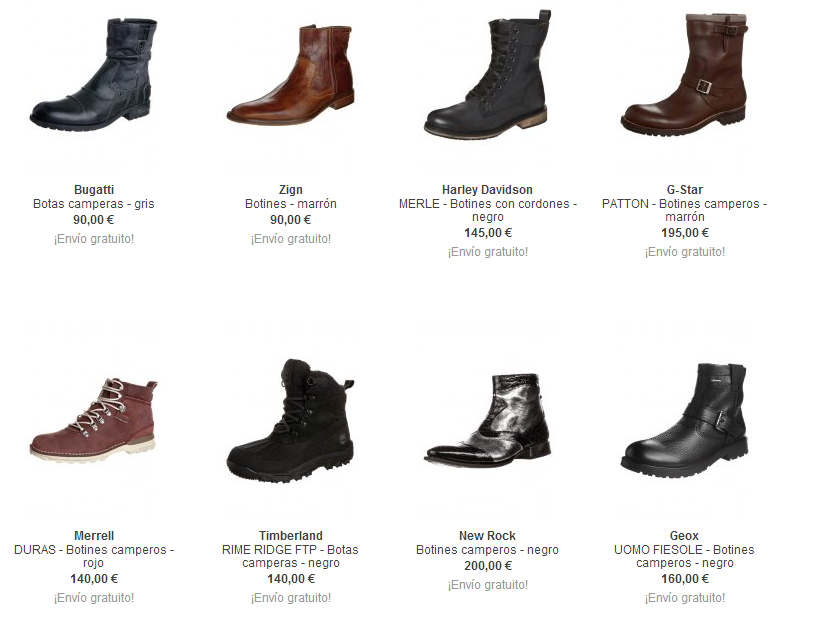 Bugatti
Botas camperas - gris
90,00 €
¡Envío gratuito!
Zign
Botines - marrón
90,00 €
¡Envío gratuito!
Harley Davidson
MERLE - Botines con cordones -
negro
145,00 €
¡Envío gratuito!
G-Star
PATTON - Botines camperos -
marrón
195,00 €
¡Envío gratuito!
Merrell
DURAS - Botines camperos -
rojo
140,00 €
¡Envío gratuito!
Timberland
RIME RIDGE FTP - Botas
camperas - negro
140,00 €
¡Envío gratuito!
New Rock
Botines camperos - negro
200,00 €
¡Envío gratuito!
Geox
UOMO FIESOLE - Botines
camperos - negro
160,00 €
¡Envío gratuito!